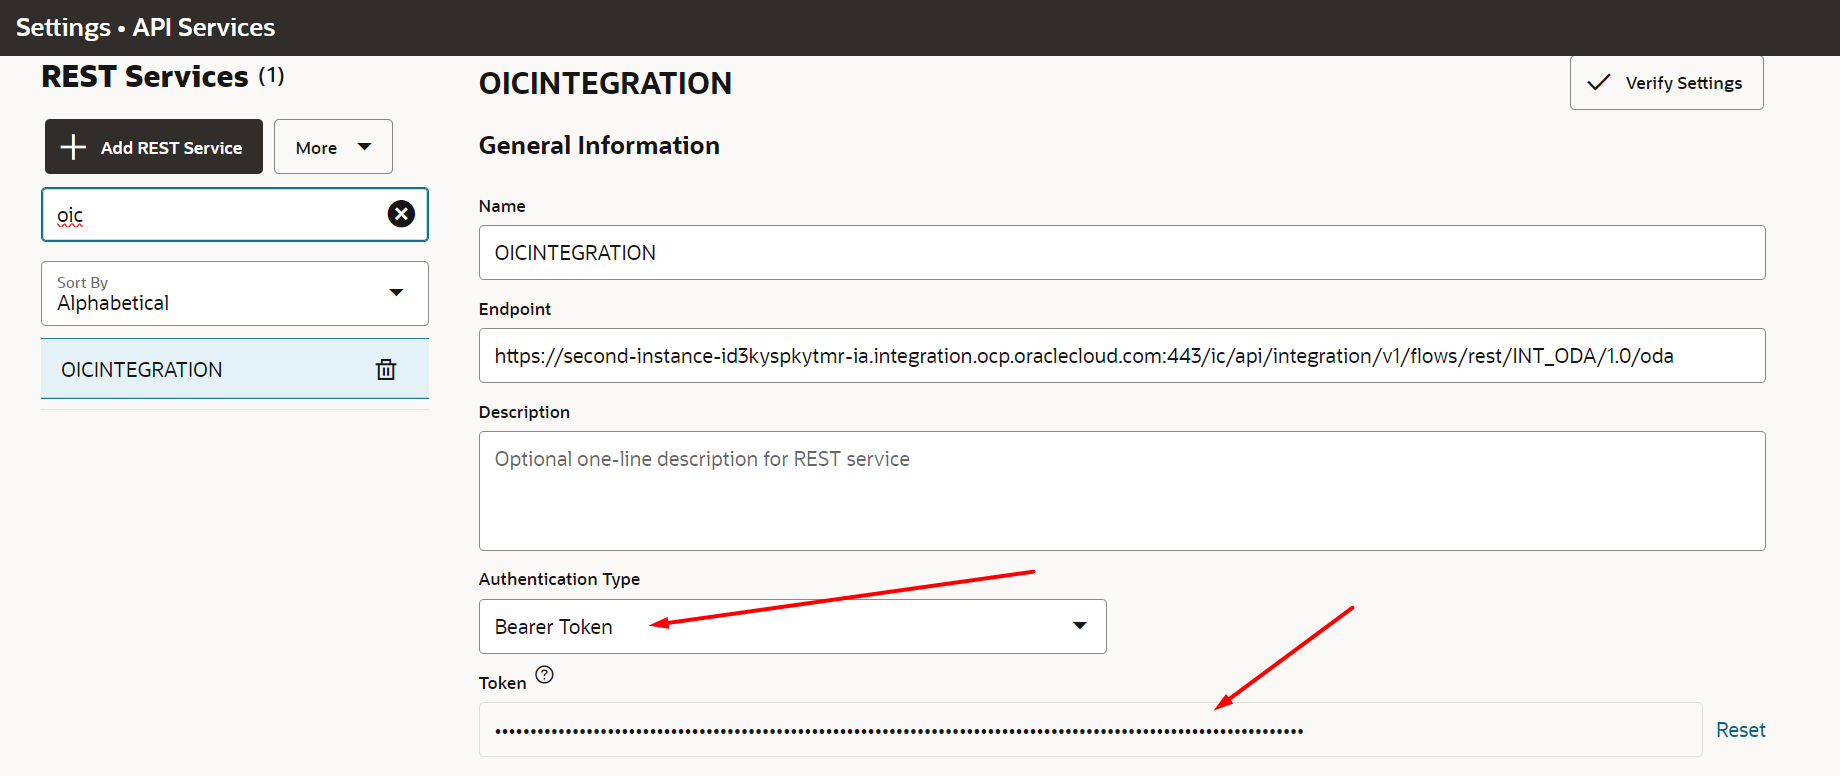 Settings • API Services
REST Services (1)
Add REST Service
More
oic
Sort By
Alphabetical
OICINTEGRATION
OICINTEGRATION
Verify Settings
General Information
Name
OICINTEGRATION
Endpoint
https://second-instance-id3kyspkytmr-ia.integration.ocp.oraclecloud.com:443/ic/api/integration/v1/flows/rest/INT_ODA/1.0/oda
Description
Optional one-line description for REST service
Authentication Type
Bearer Token
Token ?
Reset